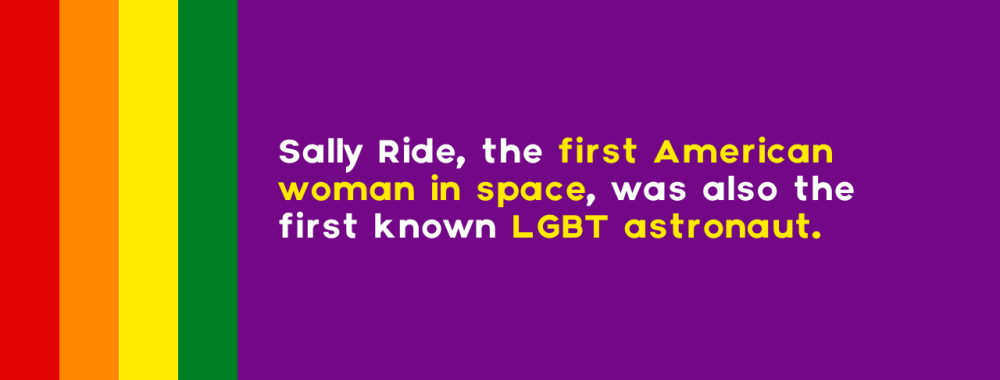 Sally Ride, the first American
woman in space, was also the
first known LGBT astronaut.